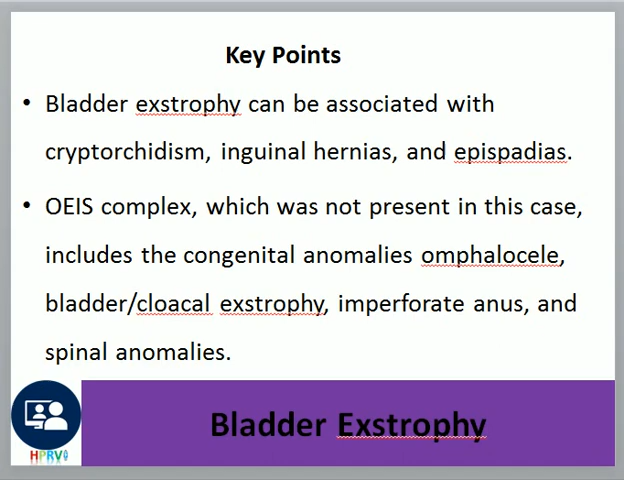 Key Points
• Bladder exstrophy can be associated with
cryptorchidism, inguinal hernias, and epispadias.
• OEIS complex, which was not present in this case,
includes the congenital anomalies omphalocele,
bladder/cloacal exstrophy, imperforate anus, and
spinal anomalies.
Bladder Exstrophy
HPRV